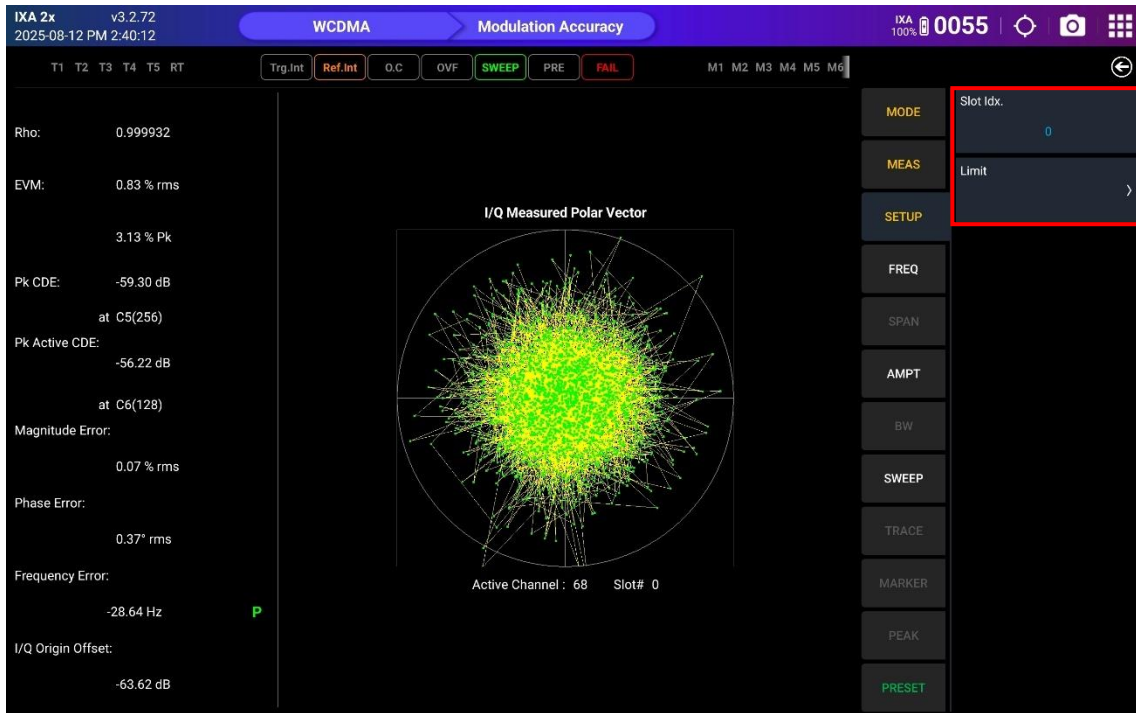 IXA 2x v3.2.72
2025-08-12 PM 2:40:12
WCDMA
Modulation Accuracy
IXA
100%
0055
T1 T2 T3 T4 T5 RT
Trg.Int Ref.Int O.C OVF SWEEP PRE FAIL
M1 M2 M3 M4 M5 M6
Rho: 0.999932
EVM: 0.83 % rms
3.13 % Pk
Pk CDE: -59.30 dB
at C5(256)
Pk Active CDE:
-56.22 dB
at C6(128)
Magnitude Error:
0.07 % rms
Phase Error:
0.37° rms
Frequency Error:
-28.64 Hz P
I/Q Origin Offset:
-63.62 dB
I/Q Measured Polar Vector
Active Channel : 68 Slot# 0
MODE
MEAS
SETUP
FREQ
SPAN
AMPT
BW
SWEEP
TRACE
MARKER
PEAK
PRESET
Slot Idx.
0
Limit